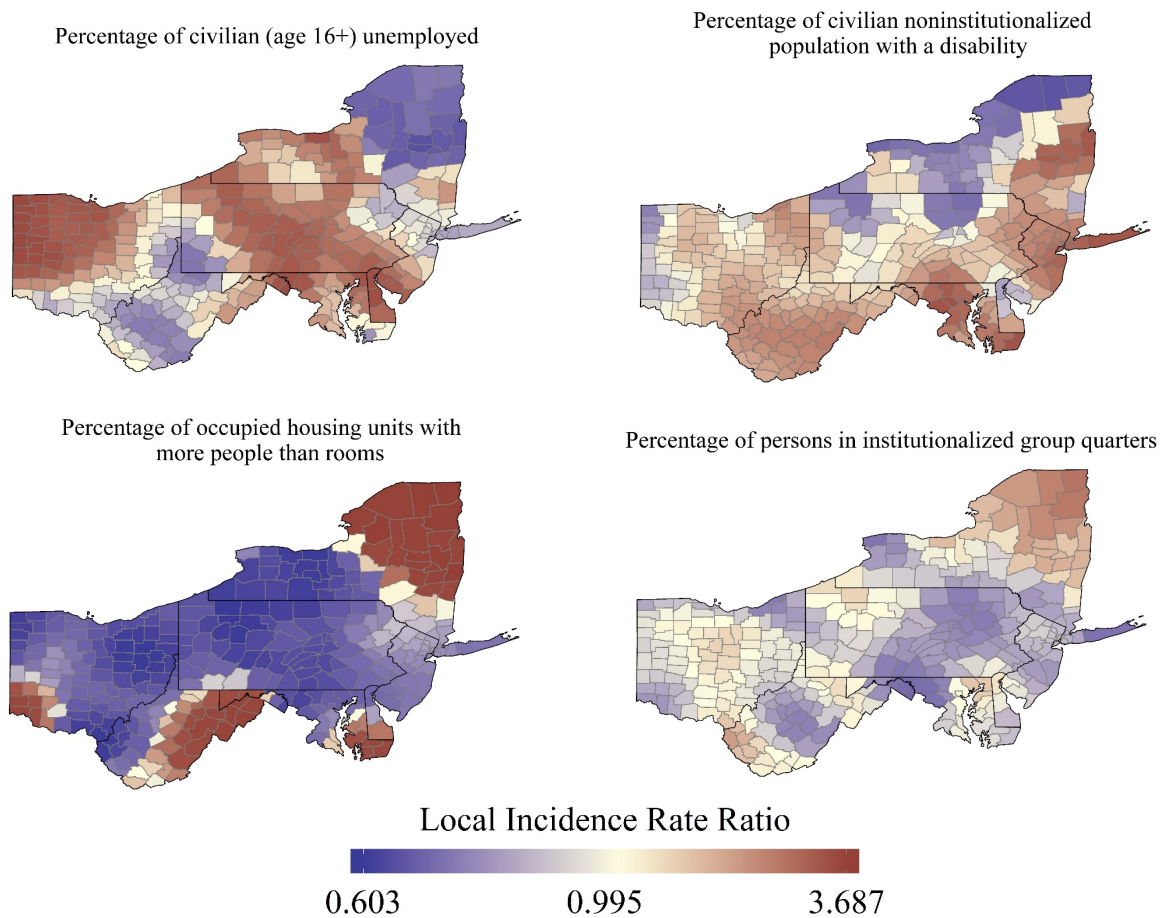 Percentage of civilian (age 16+) unemployed
Percentage of civilian noninstitutionalized
population with a disability
Percentage of occupied housing units with
more people than rooms
Percentage of persons in institutionalized group quarters
Local Incidence Rate Ratio
0.603 0.995 3.687